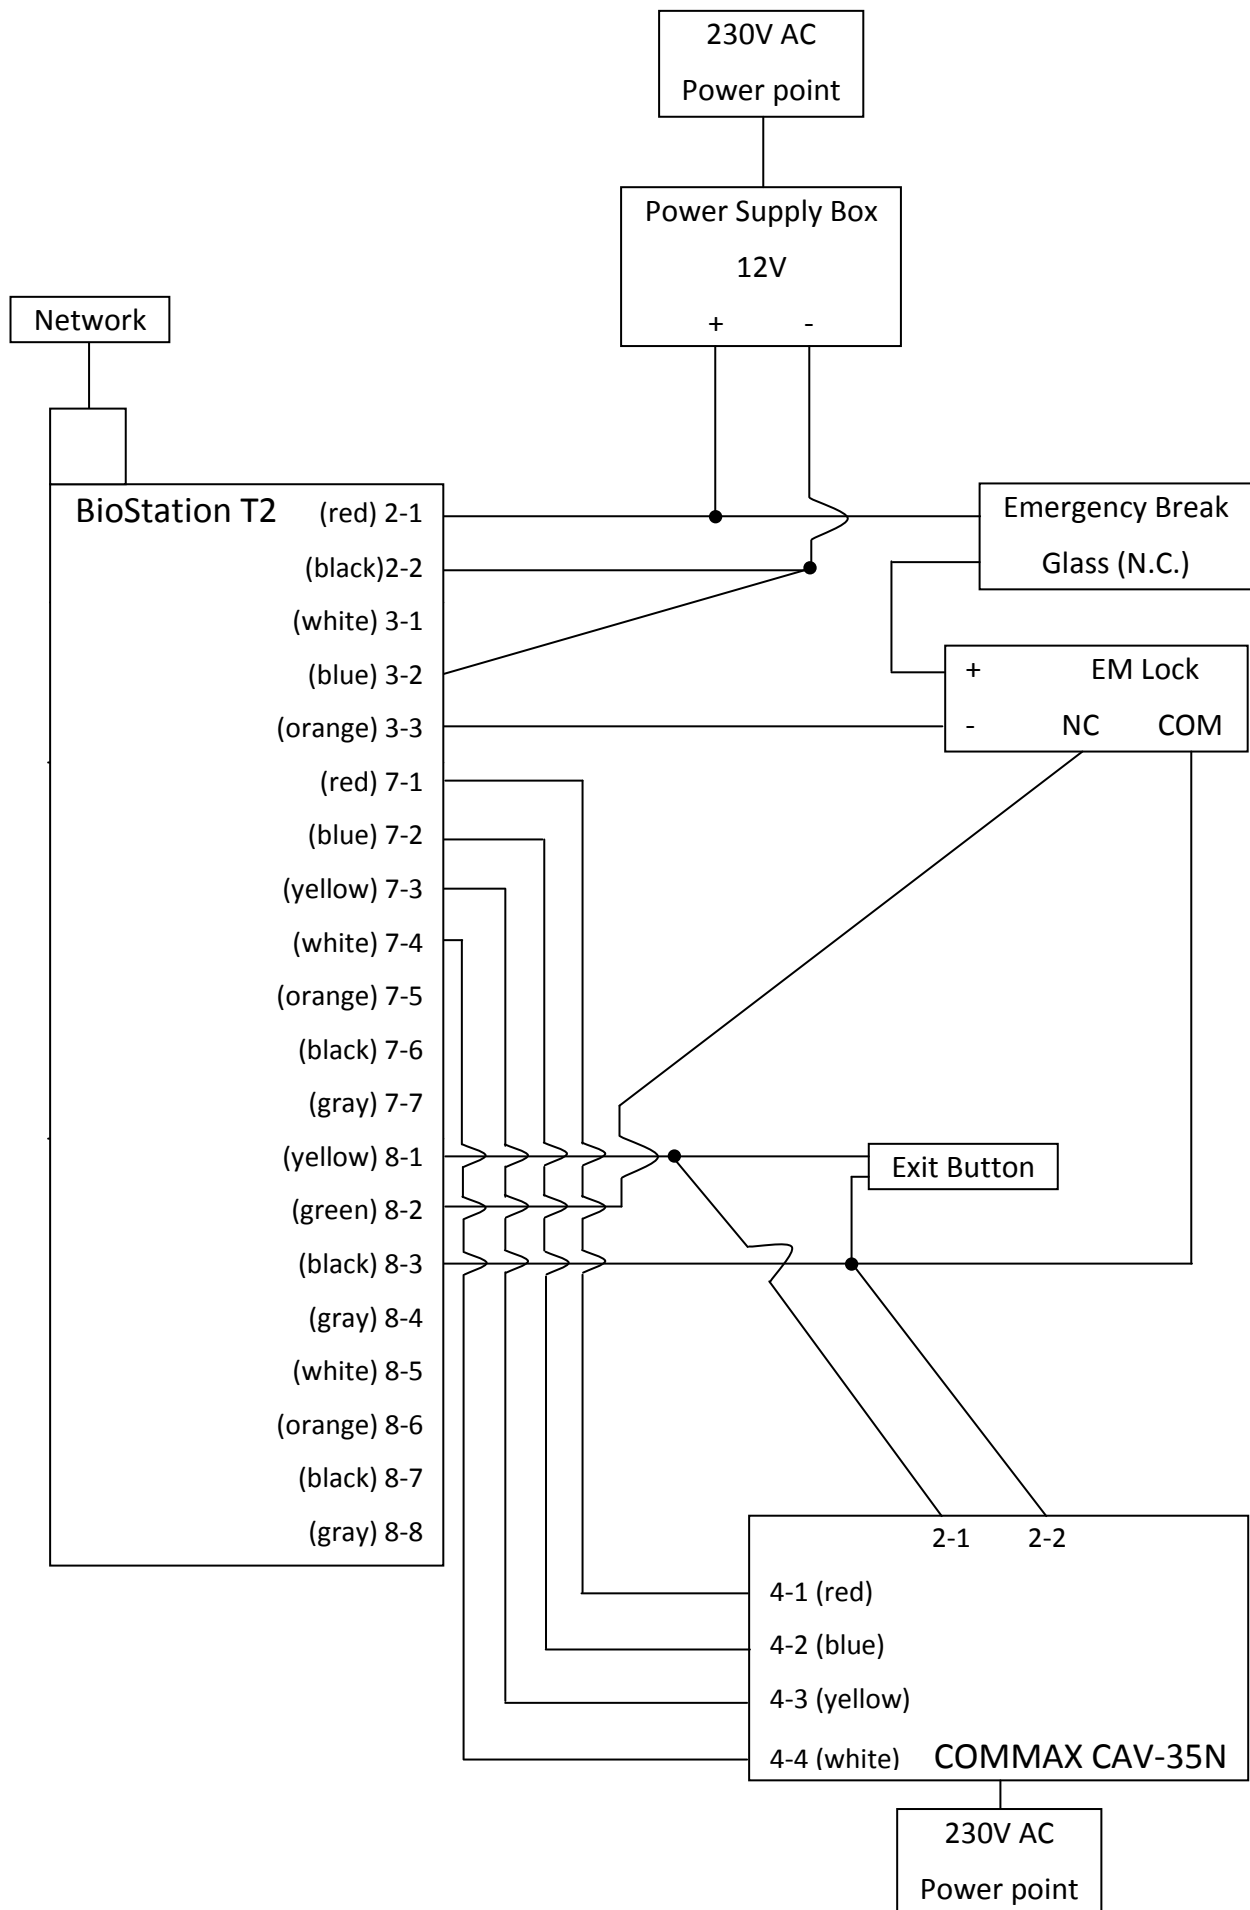 230V AC
Power point
Power Supply Box
12V
+ -
Network
BioStation T2
(red) 2-1
(black)2-2
(white) 3-1
(blue) 3-2
(orange) 3-3
(red) 7-1
(blue) 7-2
(yellow) 7-3
(white) 7-4
(orange) 7-5
(black) 7-6
(gray) 7-7
(yellow) 8-1
(green) 8-2
(black) 8-3
(gray) 8-4
(white) 8-5
(orange) 8-6
(black) 8-7
(gray) 8-8
Emergency Break
Glass (N.C.)
+ EM Lock
- NC COM
Exit Button
2-1 2-2
4-1 (red)
4-2 (blue)
4-3 (yellow)
4-4 (white) COMMAX CAV-35N
230V AC
Power point